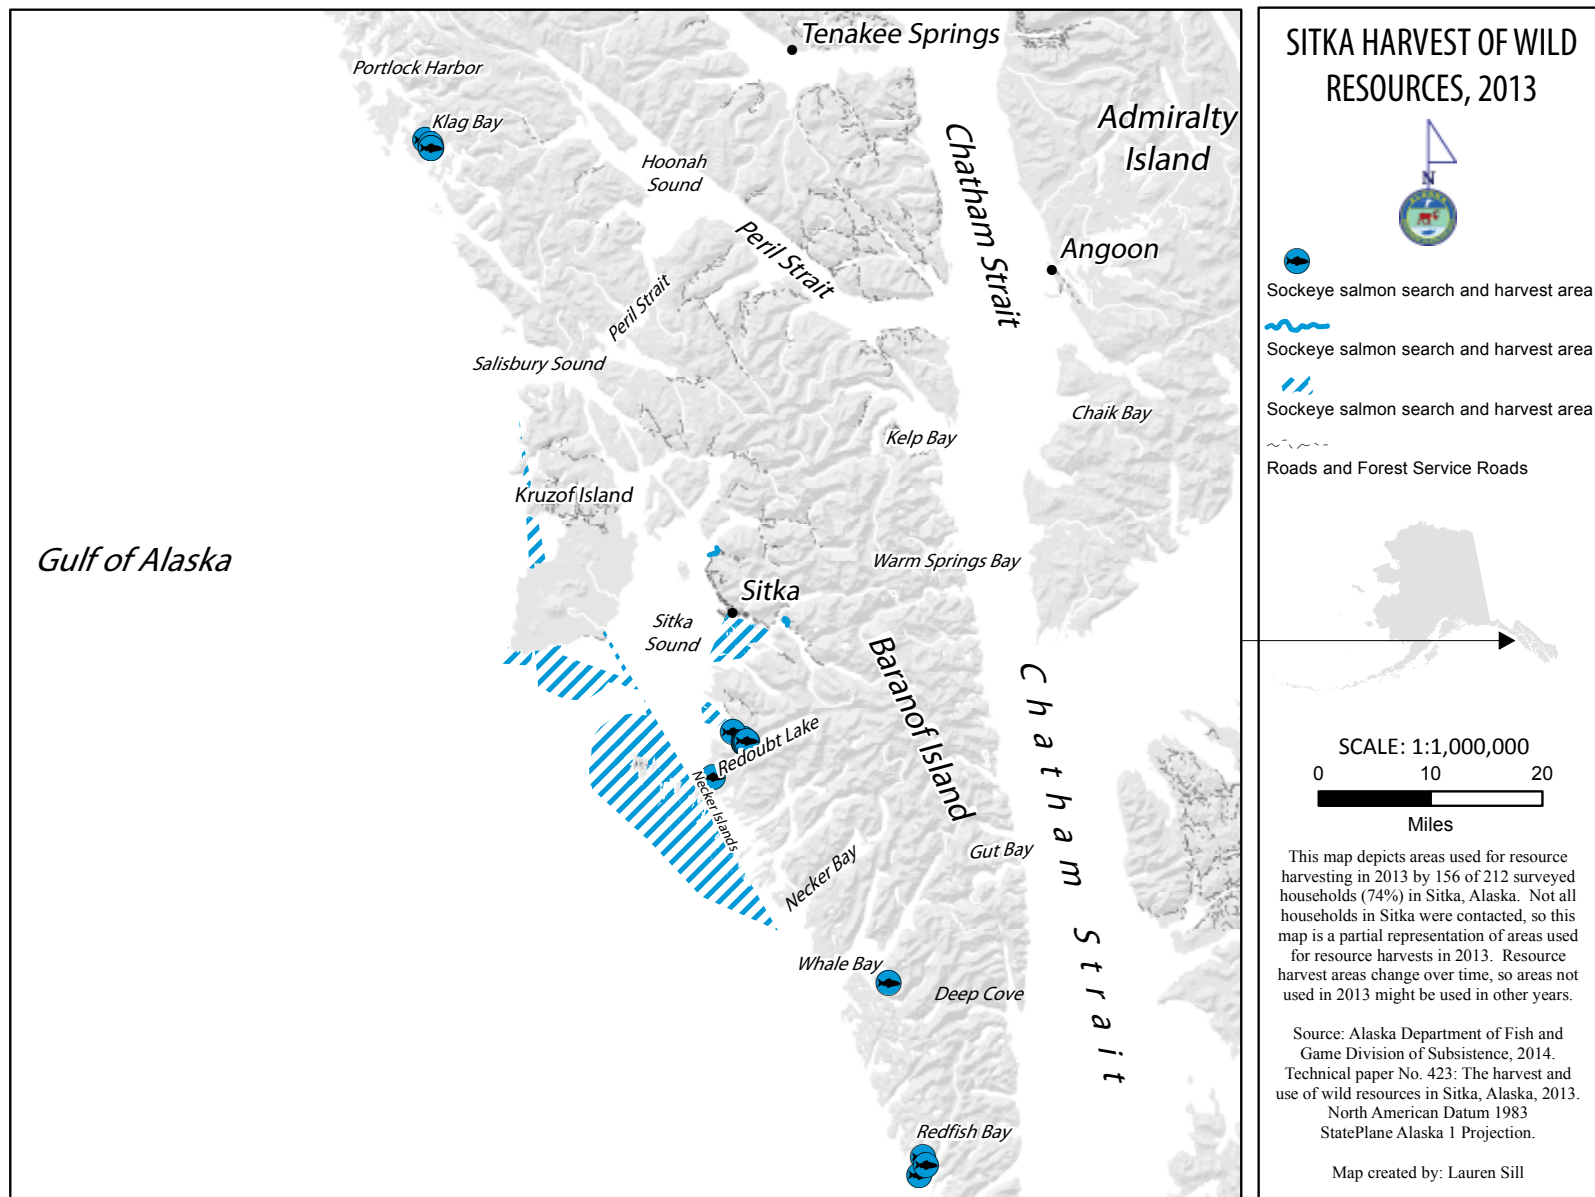 Tenakee Springs
Portlock Harbor
Klag Bay
Hoonah
Sound
Admiralty
Island
Chatham Strait
Peril Strait
Angoon
Peril Strait
Salisbury Sound
Chaik Bay
Kelp Bay
Kruzof Island
Gulf of Alaska
Warm Springs Bay
Sitka
Sitka
Sound
Baranof Island
Chatham Strait
Redoubt Lake
Necker Islands
Gut Bay
Necker Bay
Whale Bay
Deep Cove
Redfish Bay
SITKA HARVEST OF WILD
RESOURCES, 2013
N
ALASKA
Sockeye salmon search and harvest area
Sockeye salmon search and harvest area
Sockeye salmon search and harvest area
Roads and Forest Service Roads
SCALE: 1:1,000,000
0 10 20
Miles
This map depicts areas used for resource
harvesting in 2013 by 156 of 212 surveyed
households (74%) in Sitka, Alaska. Not all
households in Sitka were contacted, so this
map is a partial representation of areas used
for resource harvests in 2013. Resource
harvest areas change over time, so areas not
used in 2013 might be used in other years.
Source: Alaska Department of Fish and
Game Division of Subsistence, 2014.
Technical paper No. 423: The harvest and
use of wild resources in Sitka, Alaska, 2013.
North American Datum 1983
StatePlane Alaska 1 Projection.
Map created by: Lauren Sill